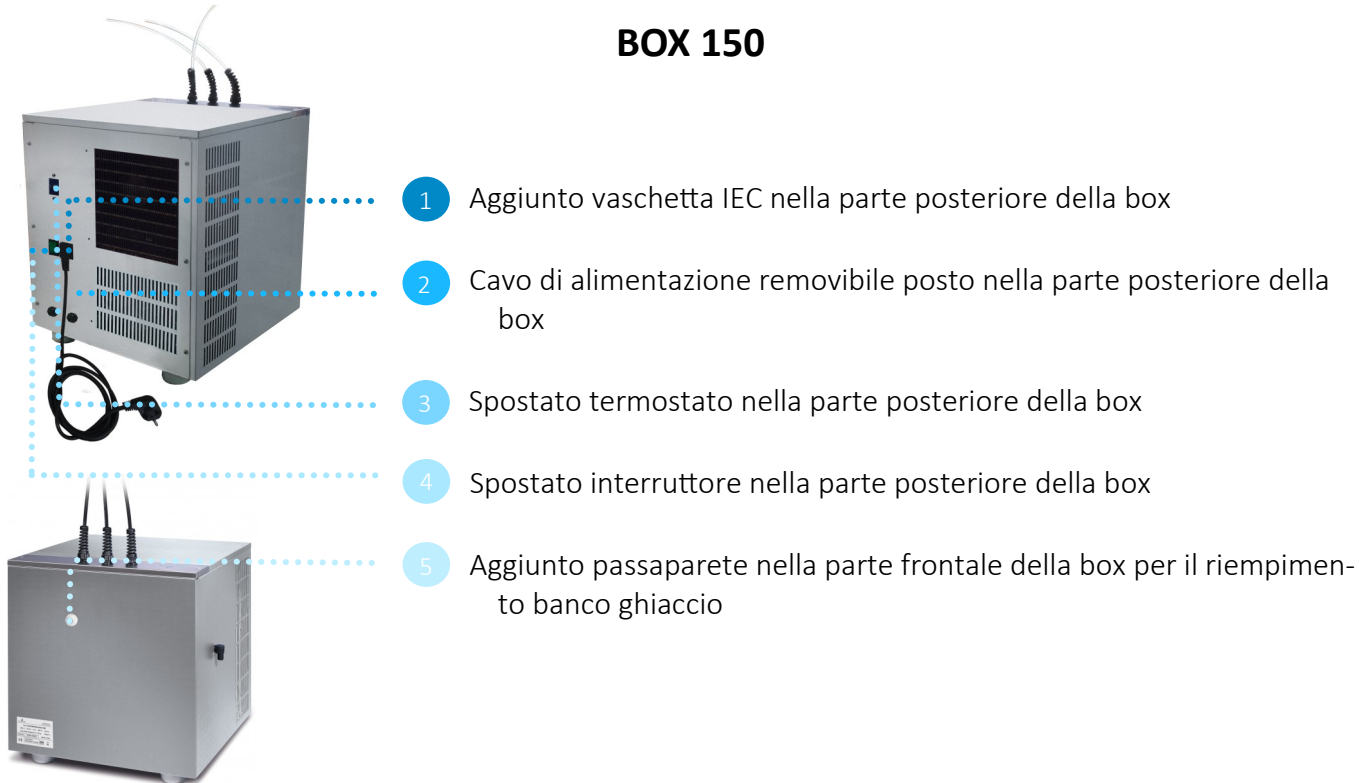 BOX 150
1 Aggiunto vaschetta IEC nella parte posteriore della box
2 Cavo di alimentazione removibile posto nella parte posteriore della
box
3 Spostato termostato nella parte posteriore della box
4 Spostato interruttore nella parte posteriore della box
5 Aggiunto passaparete nella parte frontale della box per il riempimen-
to banco ghiaccio